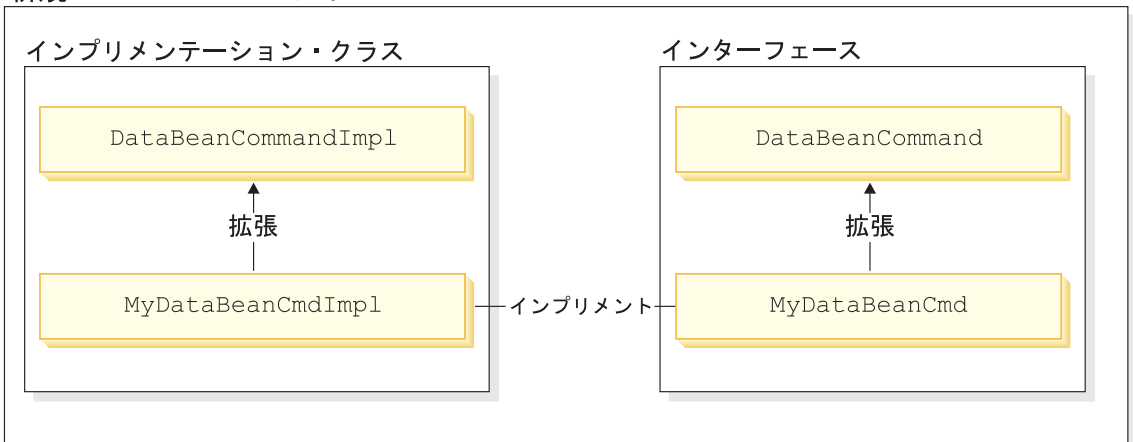 インプリメンテーション・クラス
DataBeanCommandImpl
拡張
MyDataBeanCmdImpl
インプリメント
インターフェース
DataBeanCommand
拡張
MyDataBeanCmd